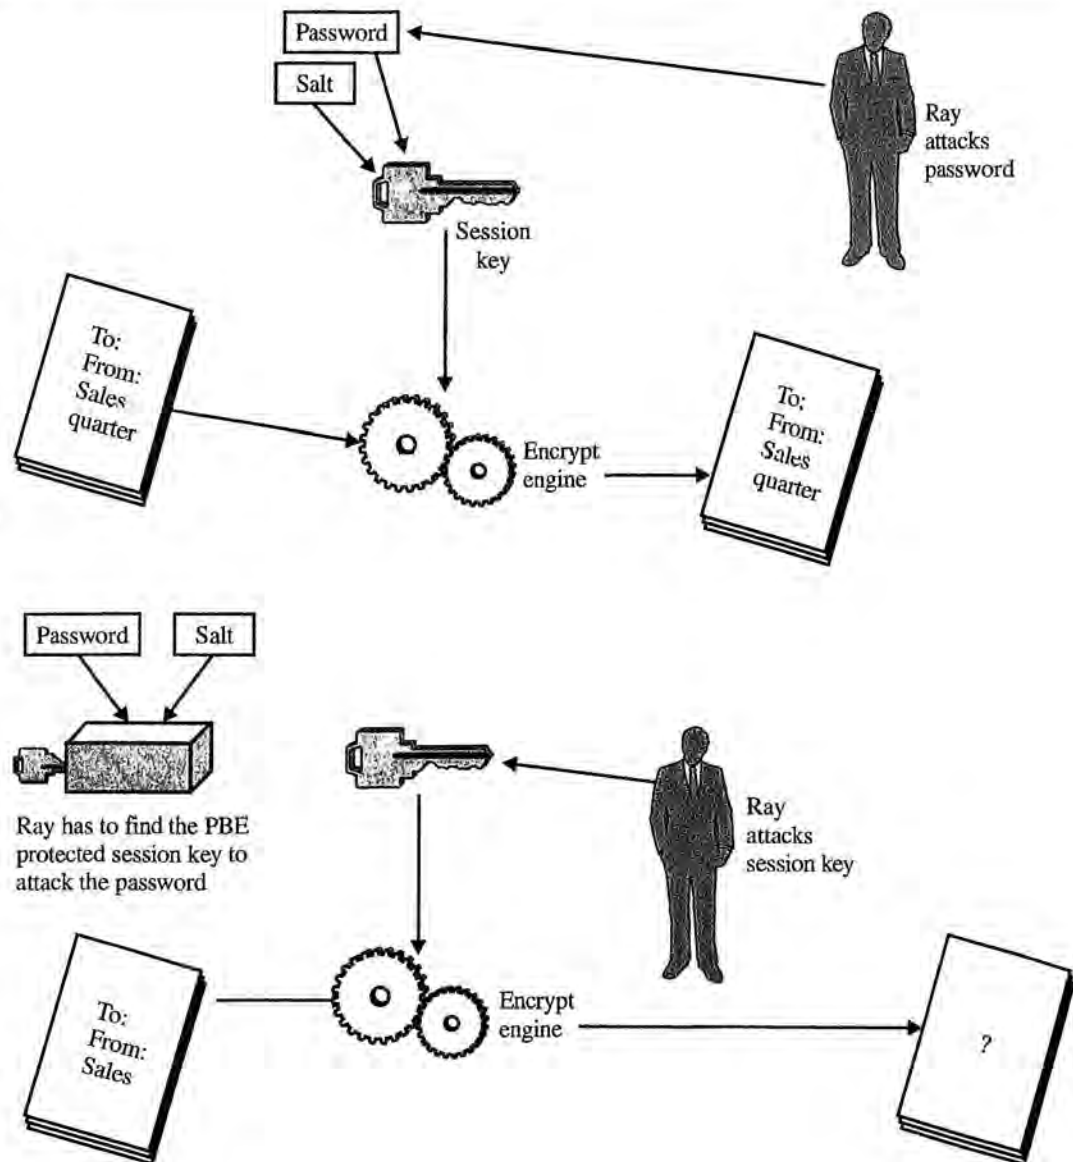 Password
Salt
Ray
attacks
password
Session
key
To:
From:
Sales
quarter
Encrypt
engine
To:
From:
Sales
quarter
Password
Salt
Ray has to find the PBE
protected session key to
attack the password
Ray
attacks
session key
To:
From:
Sales
Encrypt
engine
?